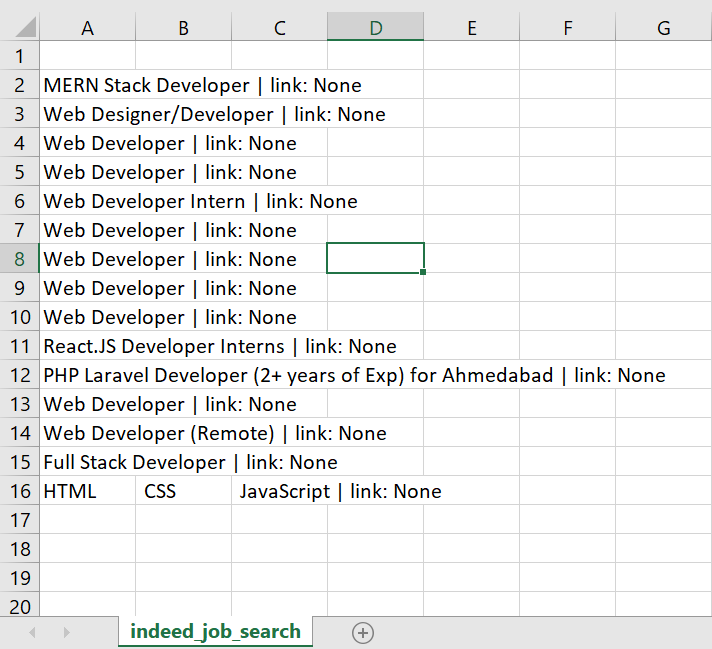 A B C D E F G
1
2 MERN Stack Developer | link: None
3 Web Designer/Developer | link: None
4 Web Developer | link: None
5 Web Developer | link: None
6 Web Developer Intern | link: None
7 Web Developer | link: None
8 Web Developer | link: None
9 Web Developer | link: None
10 Web Developer | link: None
11 React.JS Developer Interns | link: None
12 PHP Laravel Developer (2+ years of Exp) for Ahmedabad | link: None
13 Web Developer | link: None
14 Web Developer (Remote) | link: None
15 Full Stack Developer | link: None
16 HTML CSS JavaScript | link: None
17
18
19
20
indeed_job_search